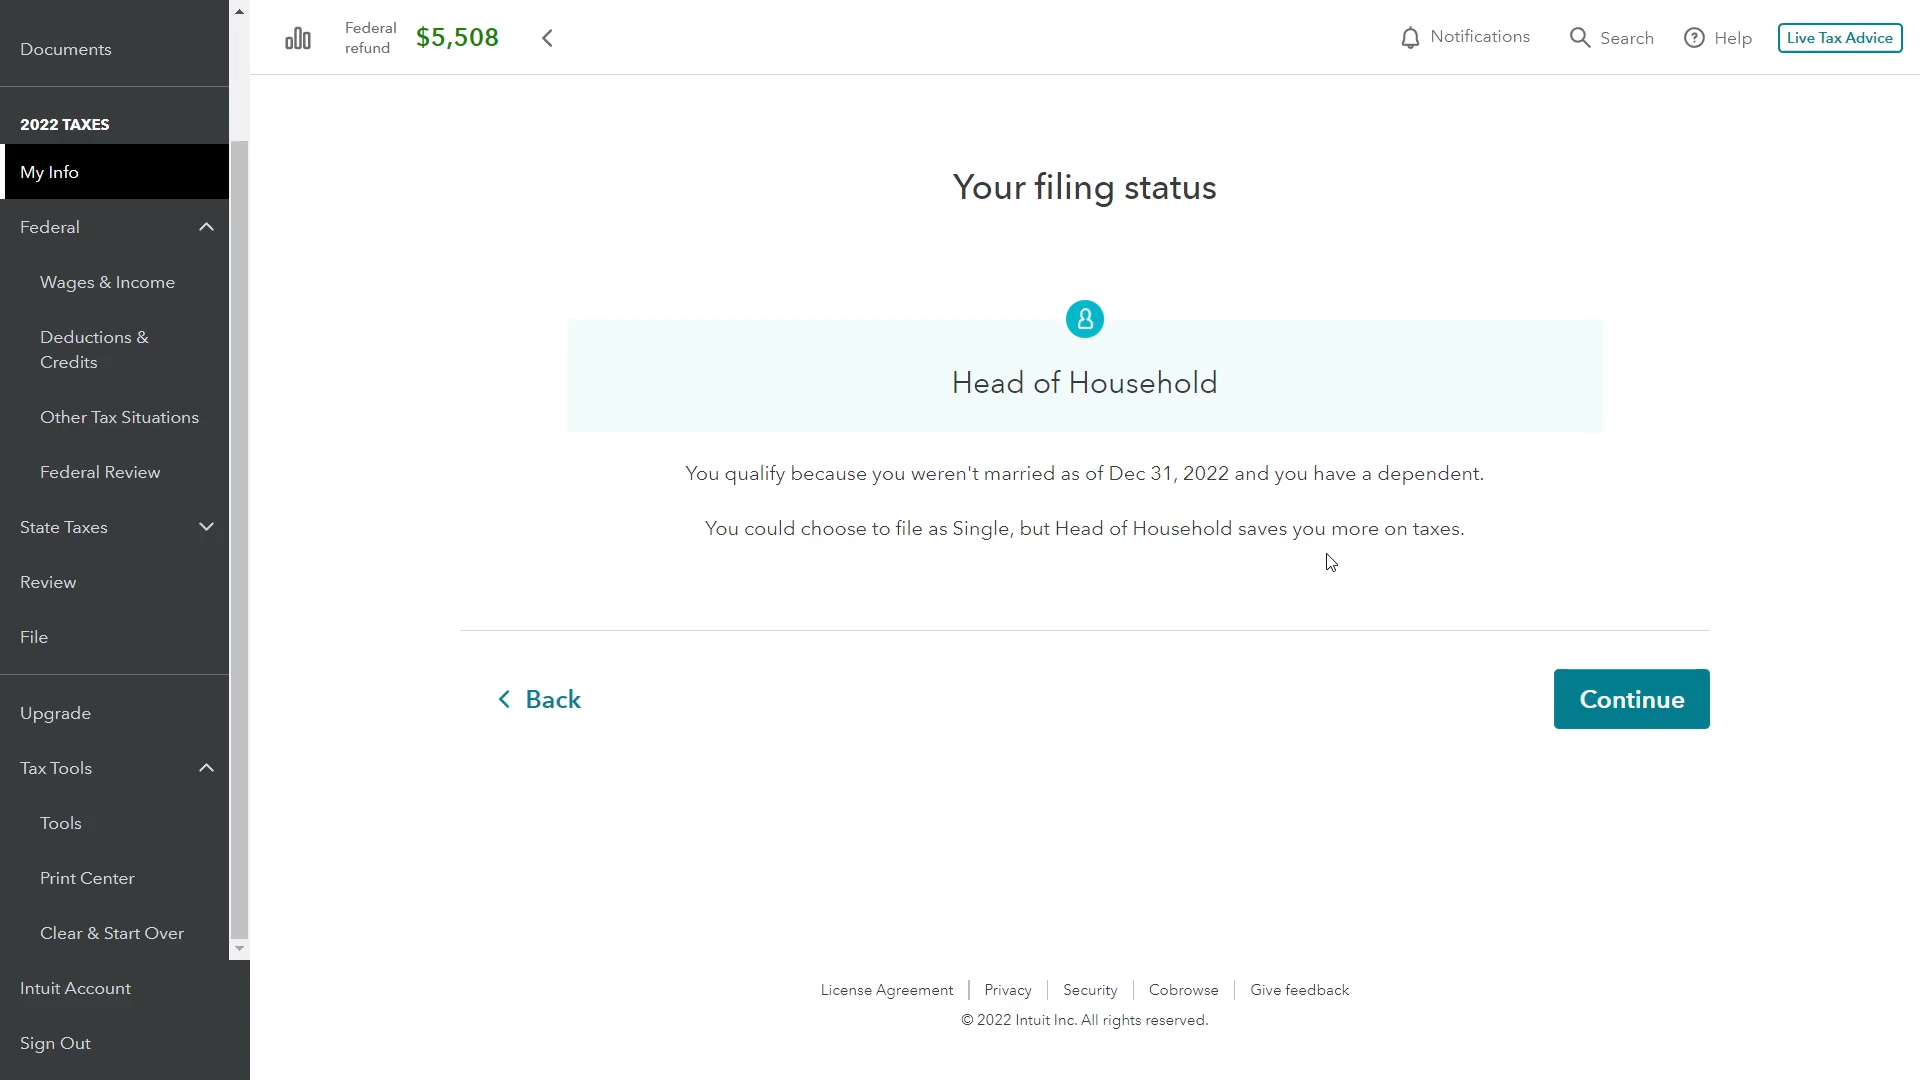 Documents
2022 TAXES
My Info
Federal
Wages & Income
Deductions &
Credits
Other Tax Situations
Federal Review
State Taxes
Review
File
Upgrade
Tax Tools
Tools
Print Center
Clear & Start Over
Intuit Account
Sign Out
Federal
refund
$5,508
Notifications
Search
Help
Live Tax Advice
Your filing status
Head of Household
You qualify because you weren't married as of Dec 31, 2022 and you have a dependent.
You could choose to file as Single, but Head of Household saves you more on taxes.
Back
Continue
License Agreement
Privacy
Security
Cobrowse
Give feedback
© 2022 Intuit Inc. All rights reserved.